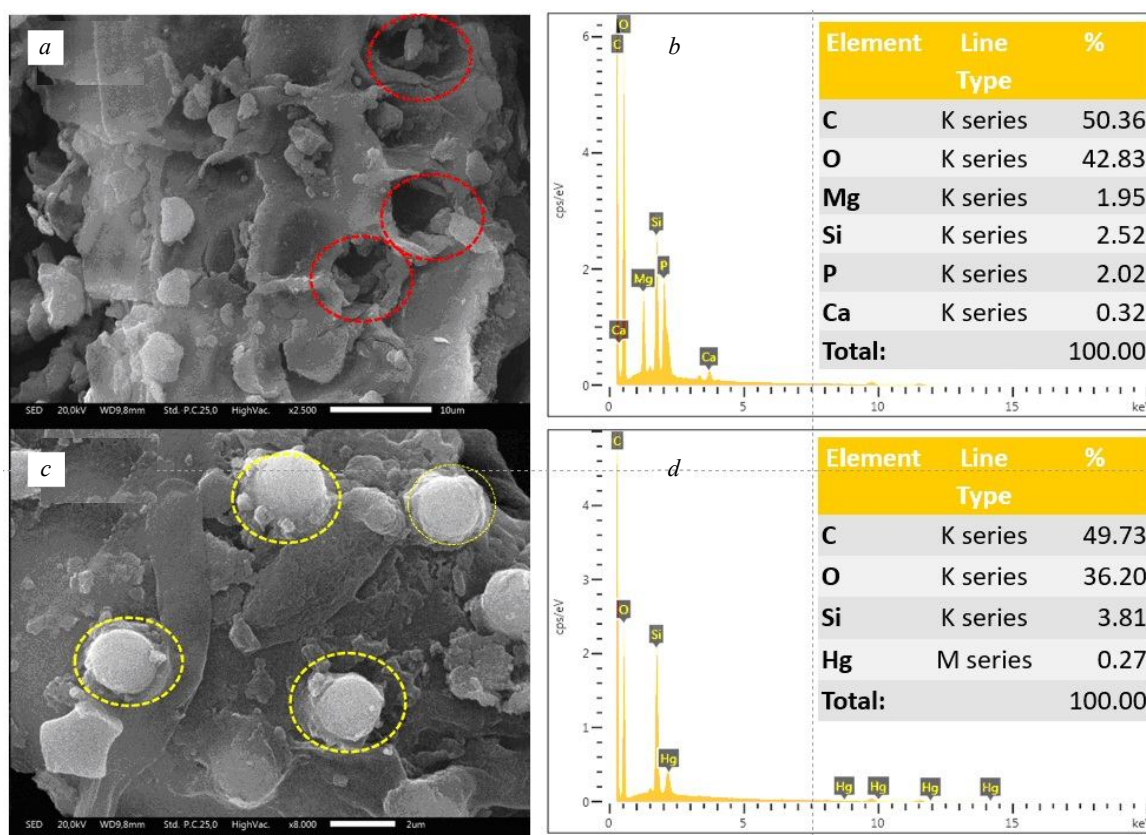 a
SED 20,0kV WD9,8mm Std. P.C.25,0 HighVac. x2.500 10um
b
cps/eV
6
4
2
0
0 5 10 15 keV
C
O
Ca
Mg
Si
P
Ca
Element Line Type %
C K series 50.36
O K series 42.83
Mg K series 1.95
Si K series 2.52
P K series 2.02
Ca K series 0.32
Total: 100.00
c
SED 20,0kV WD9,8mm Std. P.C.25,0 HighVac. x8.000 2um
d
cps/eV
4
3
2
1
0
0 5 10 15 ke
C
O
Si
Hg
Hg Hg Hg Hg
Element Line Type %
C K series 49.73
O K series 36.20
Si K series 3.81
Hg M series 0.27
Total: 100.00